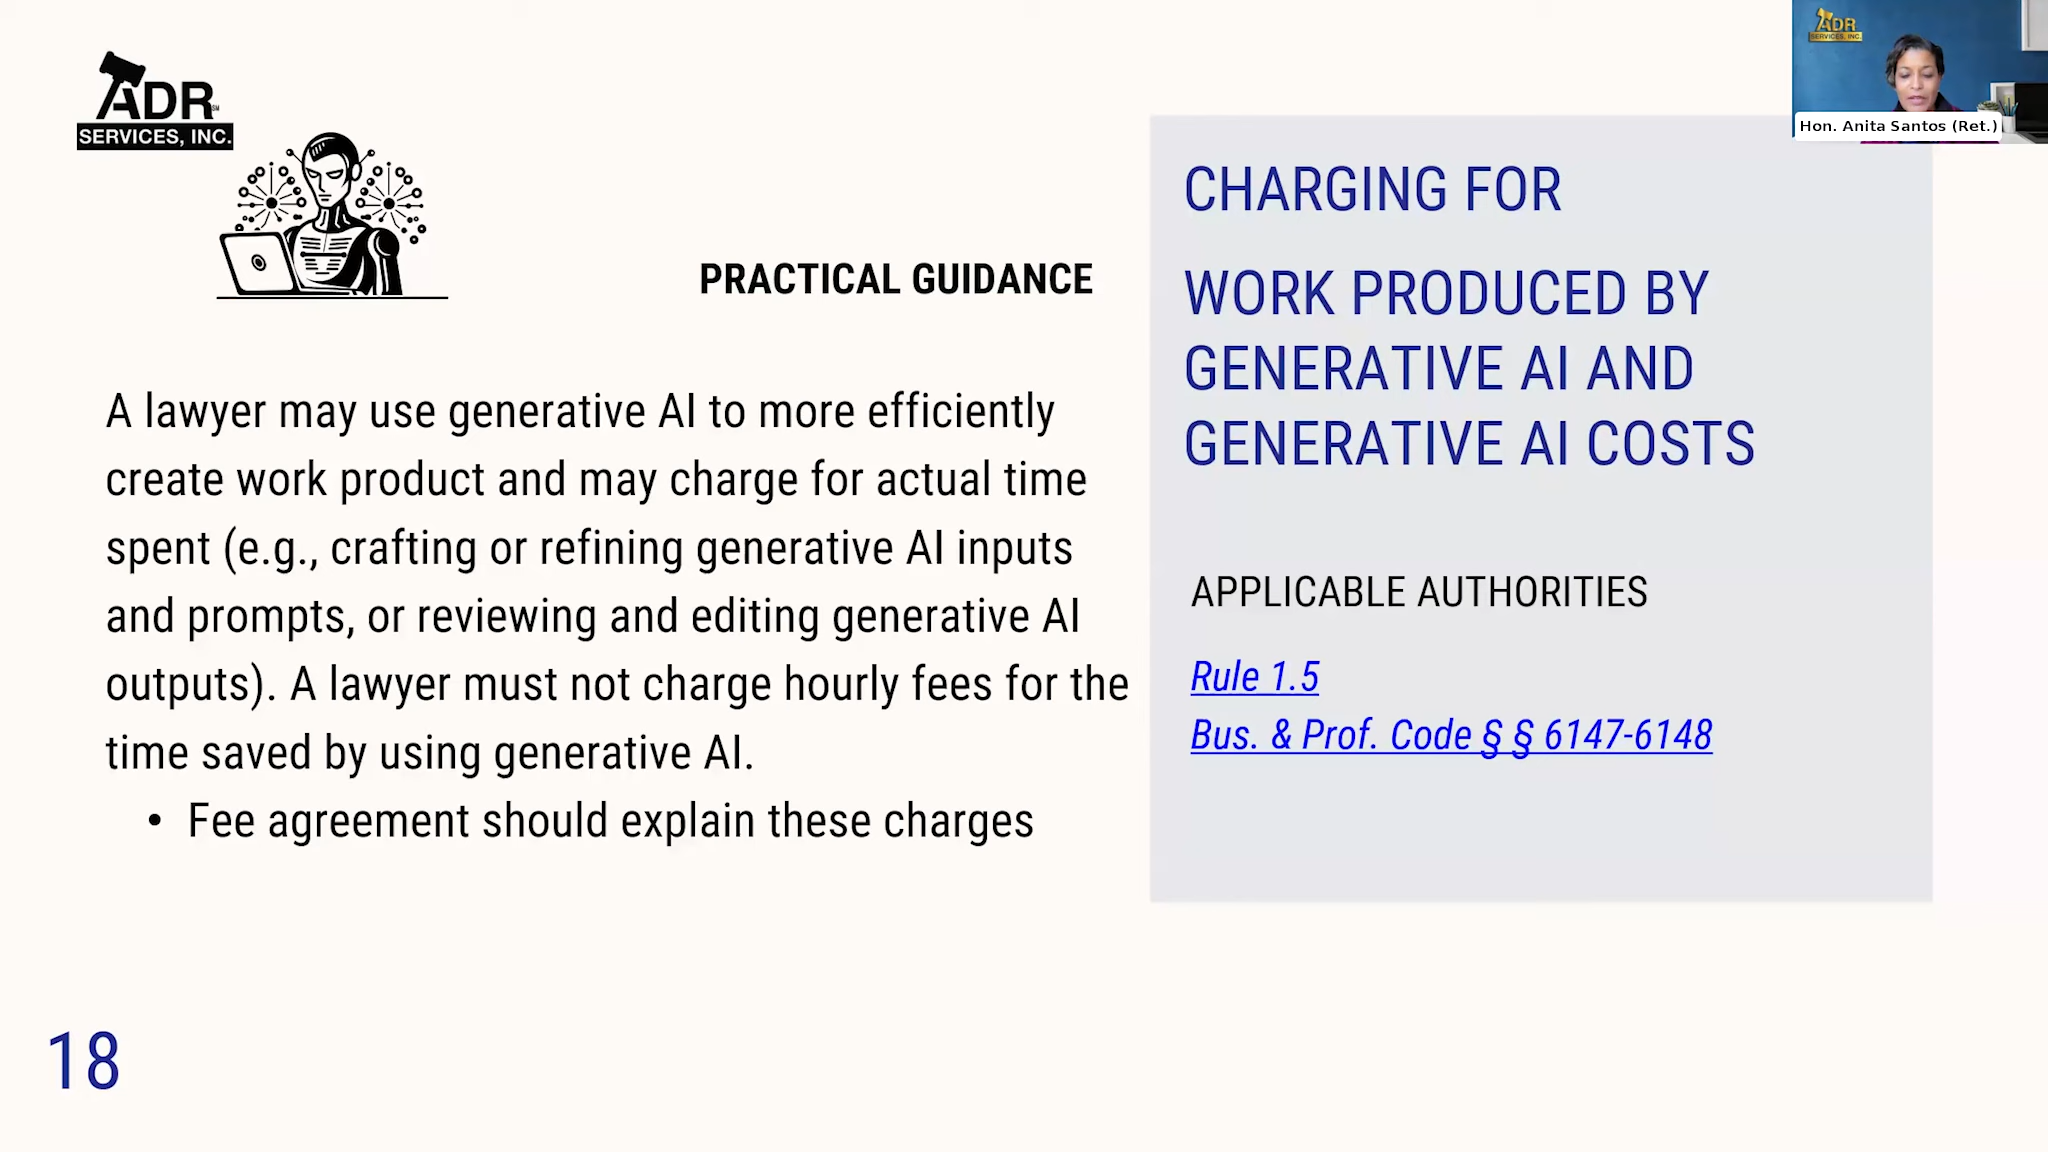 ADR
SERVICES, INC.
SM
PRACTICAL GUIDANCE
A lawyer may use generative AI to more efficiently
create work product and may charge for actual time
spent (e.g., crafting or refining generative AI inputs
and prompts, or reviewing and editing generative AI
outputs). A lawyer must not charge hourly fees for the
time saved by using generative AI.
• Fee agreement should explain these charges
18
CHARGING FOR
WORK PRODUCED BY
GENERATIVE AI AND
GENERATIVE AI COSTS
APPLICABLE AUTHORITIES
Rule 1.5
Bus. & Prof. Code § § 6147-6148
ADR
SERVICES, INC.
Hon. Anita Santos (Ret.)